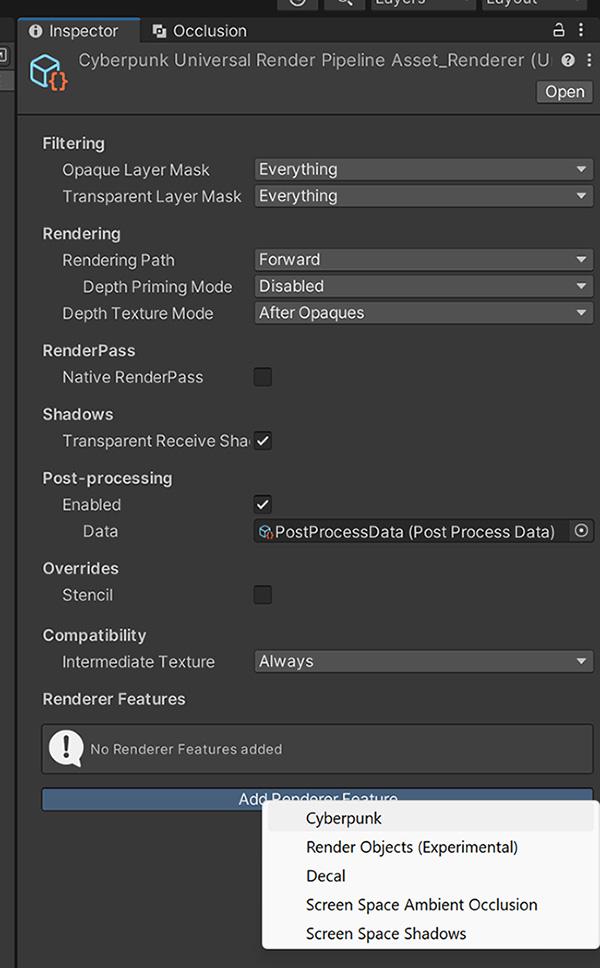 Layers
Layout
Inspector
Occlusion
Cyberpunk Universal Render Pipeline Asset_Renderer (U
Open
Filtering
Opaque Layer Mask Everything
Transparent Layer Mask Everything
Rendering
Rendering Path Forward
Depth Priming Mode Disabled
Depth Texture Mode After Opaques
RenderPass
Native RenderPass
Shadows
Transparent Receive Sha
Post-processing
Enabled
Data PostProcessData (Post Process Data)
Overrides
Stencil
Compatibility
Intermediate Texture Always
Renderer Features
No Renderer Features added
Add Renderer Feature
Cyberpunk
Render Objects (Experimental)
Decal
Screen Space Ambient Occlusion
Screen Space Shadows